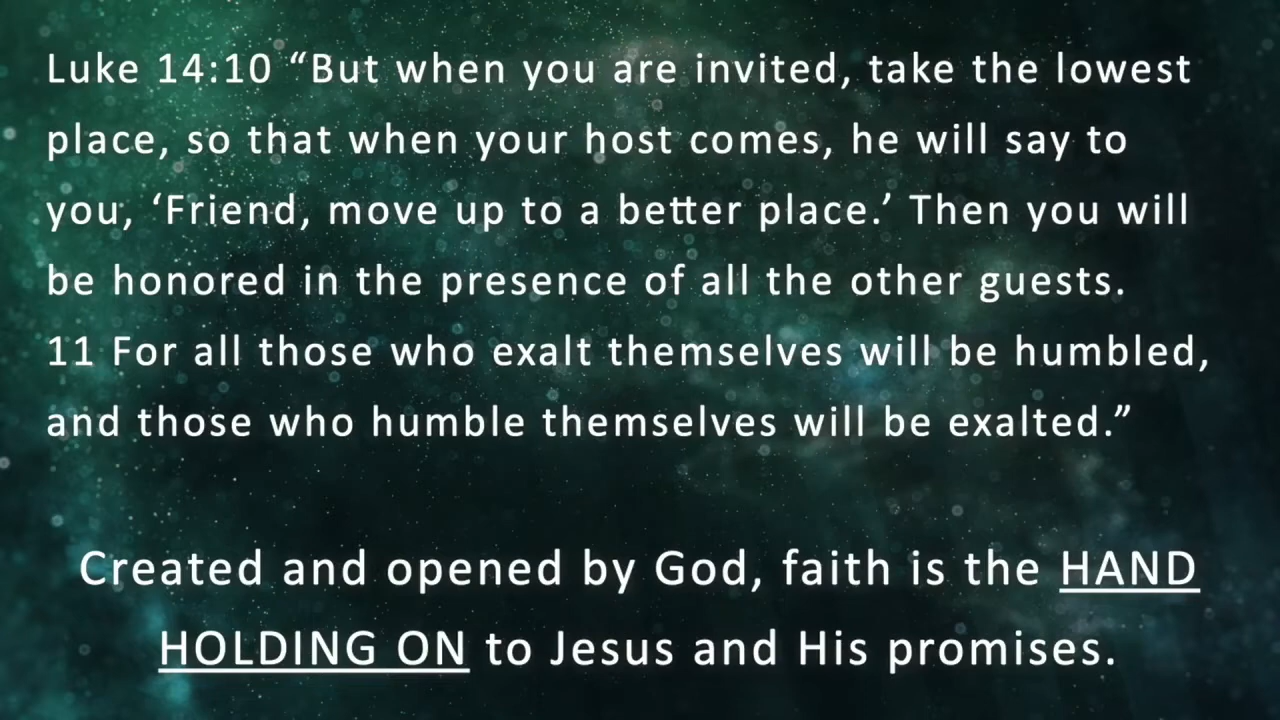 Luke 14:10 “But when you are invited, take the lowest
place, so that when your host comes, he will say to
you, ‘Friend, move up to a better place.’ Then you will
be honored in the presence of all the other guests.
11 For all those who exalt themselves will be humbled,
and those who humble themselves will be exalted.”
Created and opened by God, faith is the HAND
HOLDING ON to Jesus and His promises.